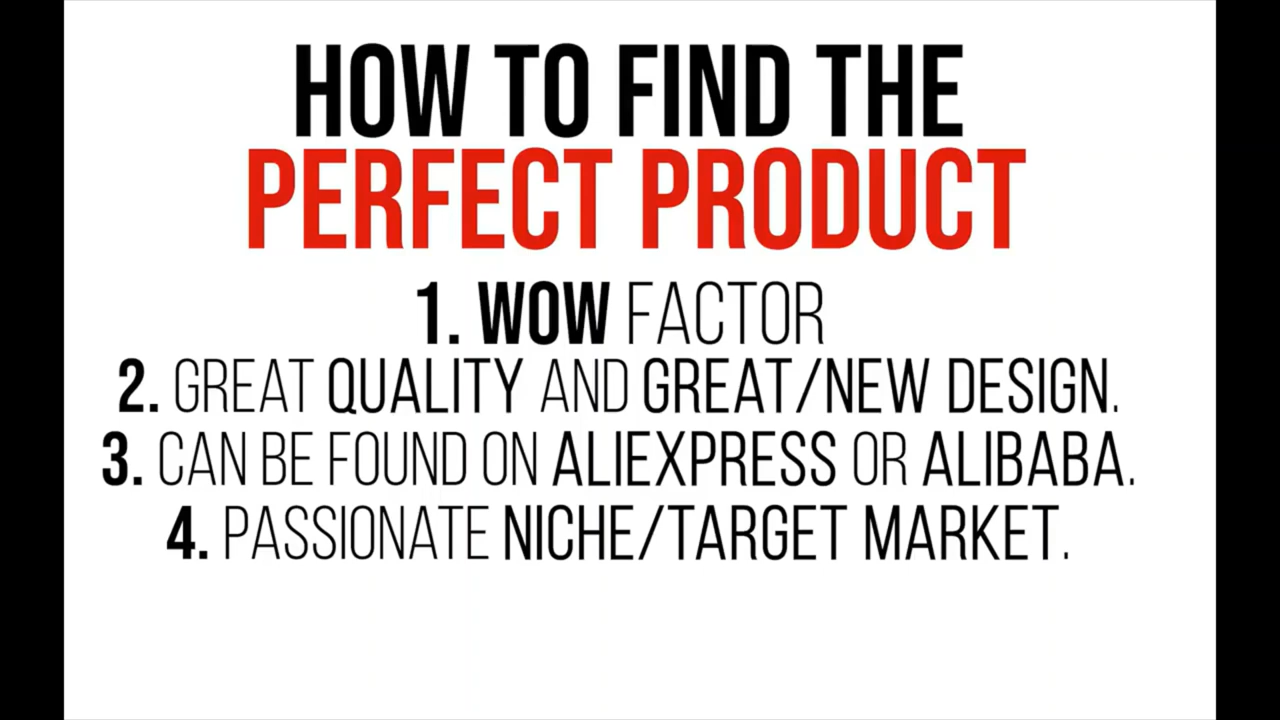 HOW TO FIND THE
PERFECT PRODUCT
1. WOW FACTOR
2. GREAT QUALITY AND GREAT/NEW DESIGN.
3. CAN BE FOUND ON ALIEXPRESS OR ALIBABA.
4. PASSIONATE NICHE/TARGET MARKET.